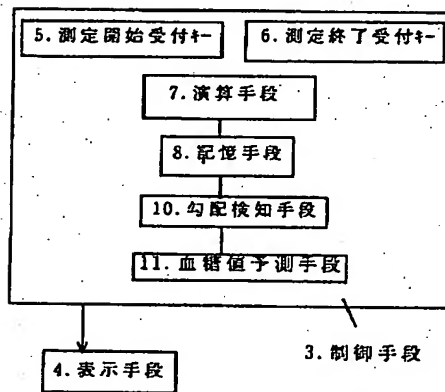 5. 測定開始受付キー
6. 測定終了受付キー
7. 演算手段
8. 記憶手段
10. 勾配検知手段
11. 血糖値予測手段
3. 制御手段
4. 表示手段